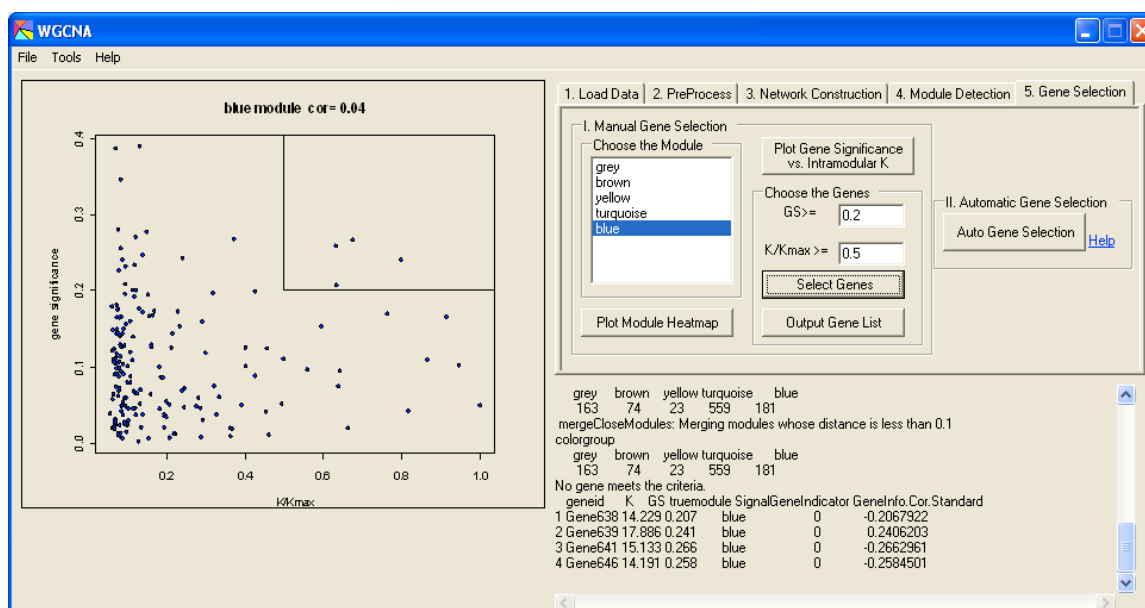 WGCNA
File Tools Help
blue module cor= 0.04
gene significance
0.4
0.3
0.2
0.1
0.0
0.2 0.4 0.6 0.8 1.0
K/Kmax
1. Load Data 2. PreProcess 3. Network Construction 4. Module Detection 5. Gene Selection
I. Manual Gene Selection
Choose the Module
grey
brown
yellow
turquoise
blue
Plot Module Heatmap
Plot Gene Significance
vs. Intramodular K
Choose the Genes
GS>= 0.2
K/Kmax >= 0.5
Select Genes
Output Gene List
II. Automatic Gene Selection
Auto Gene Selection Help
grey brown yellow turquoise blue
163 74 23 559 181
mergeCloseModules: Merging modules whose distance is less than 0.1
colorgroup
grey brown yellow turquoise blue
163 74 23 559 181
No gene meets the criteria.
geneid K GS truemodule SignalGeneIndicator GeneInfo.Cor.Standard
1 Gene638 14.229 0.207 blue 0 -0.2067922
2 Gene639 17.886 0.241 blue 0 0.2406203
3 Gene641 15.133 0.266 blue 0 -0.2662961
4 Gene646 14.191 0.258 blue 0 -0.2584501